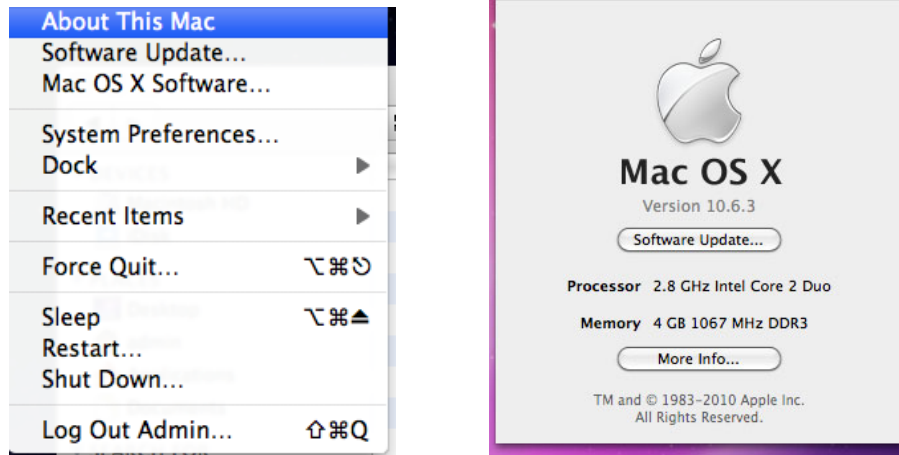 About This Mac
Software Update...
Mac OS X Software...
System Preferences...
Dock ▶
Recent Items ▶
Force Quit... ⌥⌘⎋
Sleep ⌥⌘⏏
Restart...
Shut Down...
Log Out Admin... ⇧⌘Q
Mac OS X
Version 10.6.3
Software Update...
Processor 2.8 GHz Intel Core 2 Duo
Memory 4 GB 1067 MHz DDR3
More Info...
TM and © 1983–2010 Apple Inc.
All Rights Reserved.